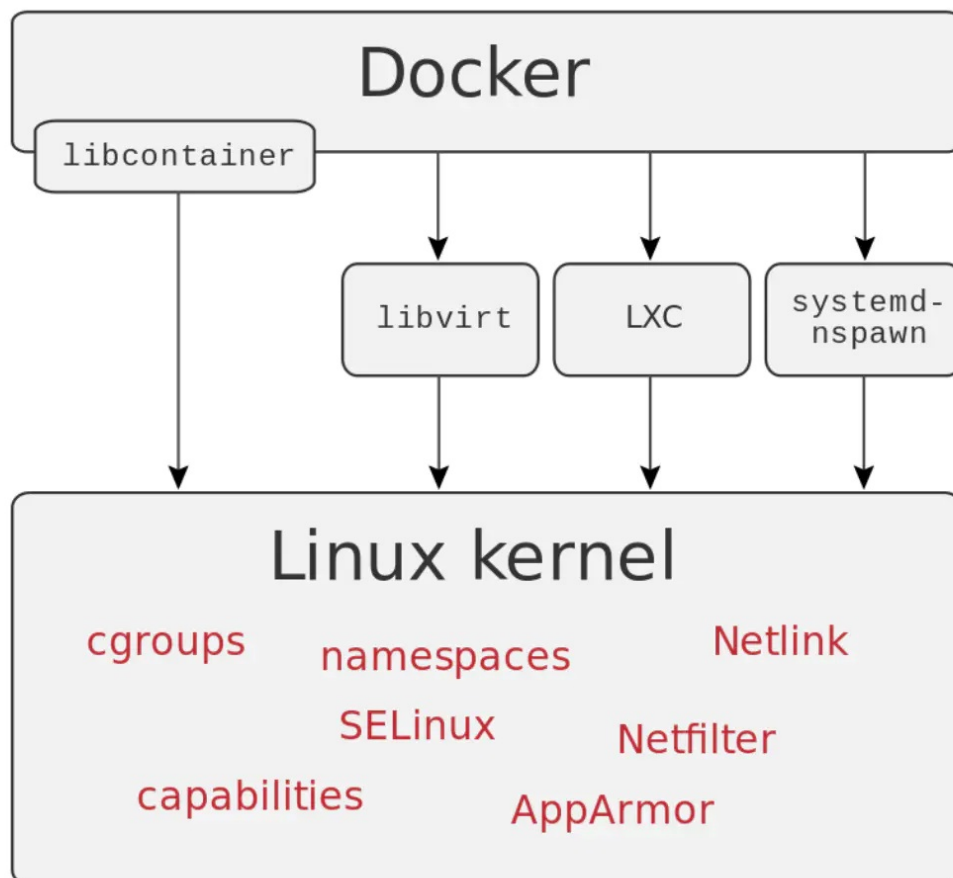 Docker
libcontainer
libvirt
LXC
systemd-
nspawn
Linux kernel
cgroups
namespaces
Netlink
SELinux
Netfilter
capabilities
AppArmor